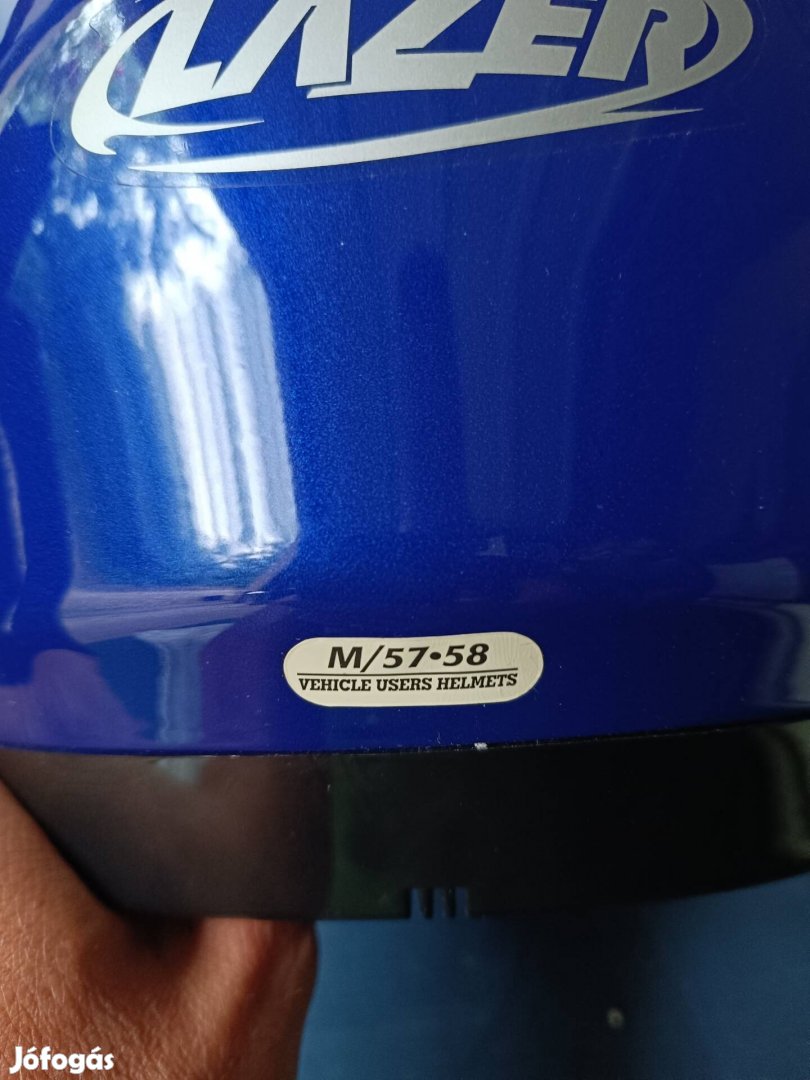 LAZER
M/57•58
VEHICLE USERS HELMETS
Jófogás